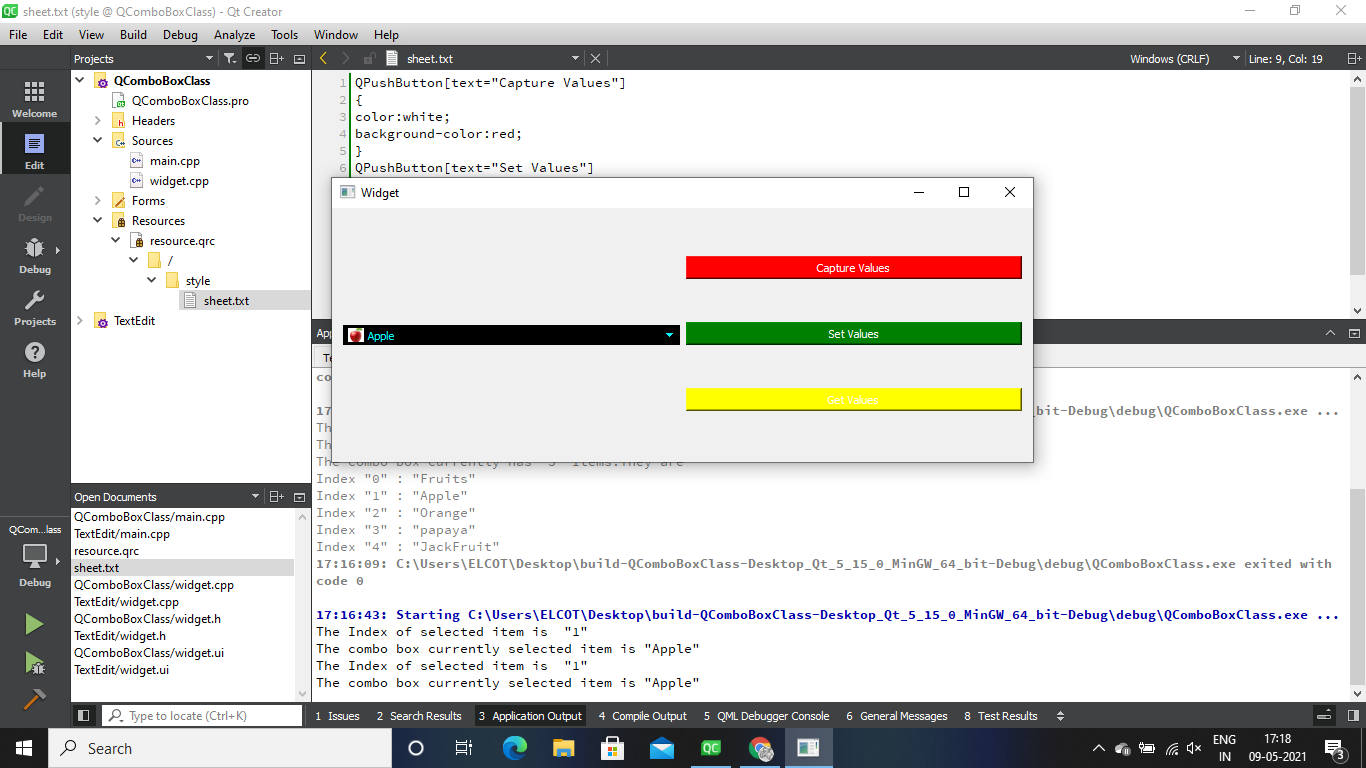 sheet.txt (style @ QComboBoxClass) - Qt Creator
File Edit View Build Debug Analyze Tools Window Help
Projects
sheet.txt
Windows (CRLF)
Line: 9, Col: 19
Welcome
Edit
Design
Debug
Projects
Help
QComboBoxClass
QComboBoxClass.pro
Headers
Sources
main.cpp
widget.cpp
Forms
Resources
resource.qrc
/
style
sheet.txt
TextEdit
1 QPushButton[text="Capture Values"]
2 {
3 color:white;
4 background-color:red;
5 }
6 QPushButton[text="Set Values"]
Widget
Capture Values
Apple
Set Values
Get Values
App
Te
co
17
bit-Debug\debug\QComboBoxClass.exe ...
Th
Th
The combo box currently has "5" items.They are
Index "0" : "Fruits"
Index "1" : "Apple"
Index "2" : "Orange"
Index "3" : "papaya"
Index "4" : "JackFruit"
17:16:09: C:\Users\ELCOT\Desktop\build-QComboBoxClass-Desktop_Qt_5_15_0_MinGW_64_bit-Debug\debug\QComboBoxClass.exe exited with
code 0
17:16:43: Starting C:\Users\ELCOT\Desktop\build-QComboBoxClass-Desktop_Qt_5_15_0_MinGW_64_bit-Debug\debug\QComboBoxClass.exe ...
The Index of selected item is "1"
The combo box currently selected item is "Apple"
The Index of selected item is "1"
The combo box currently selected item is "Apple"
Open Documents
QComboBoxClass/main.cpp
TextEdit/main.cpp
resource.qrc
sheet.txt
QComboBoxClass/widget.cpp
TextEdit/widget.cpp
QComboBoxClass/widget.h
TextEdit/widget.h
QComboBoxClass/widget.ui
TextEdit/widget.ui
QCom...lass
Debug
Type to locate (Ctrl+K)
1 Issues 2 Search Results 3 Application Output 4 Compile Output 5 QML Debugger Console 6 General Messages 8 Test Results
Search
ENG
IN
17:18
09-05-2021
3